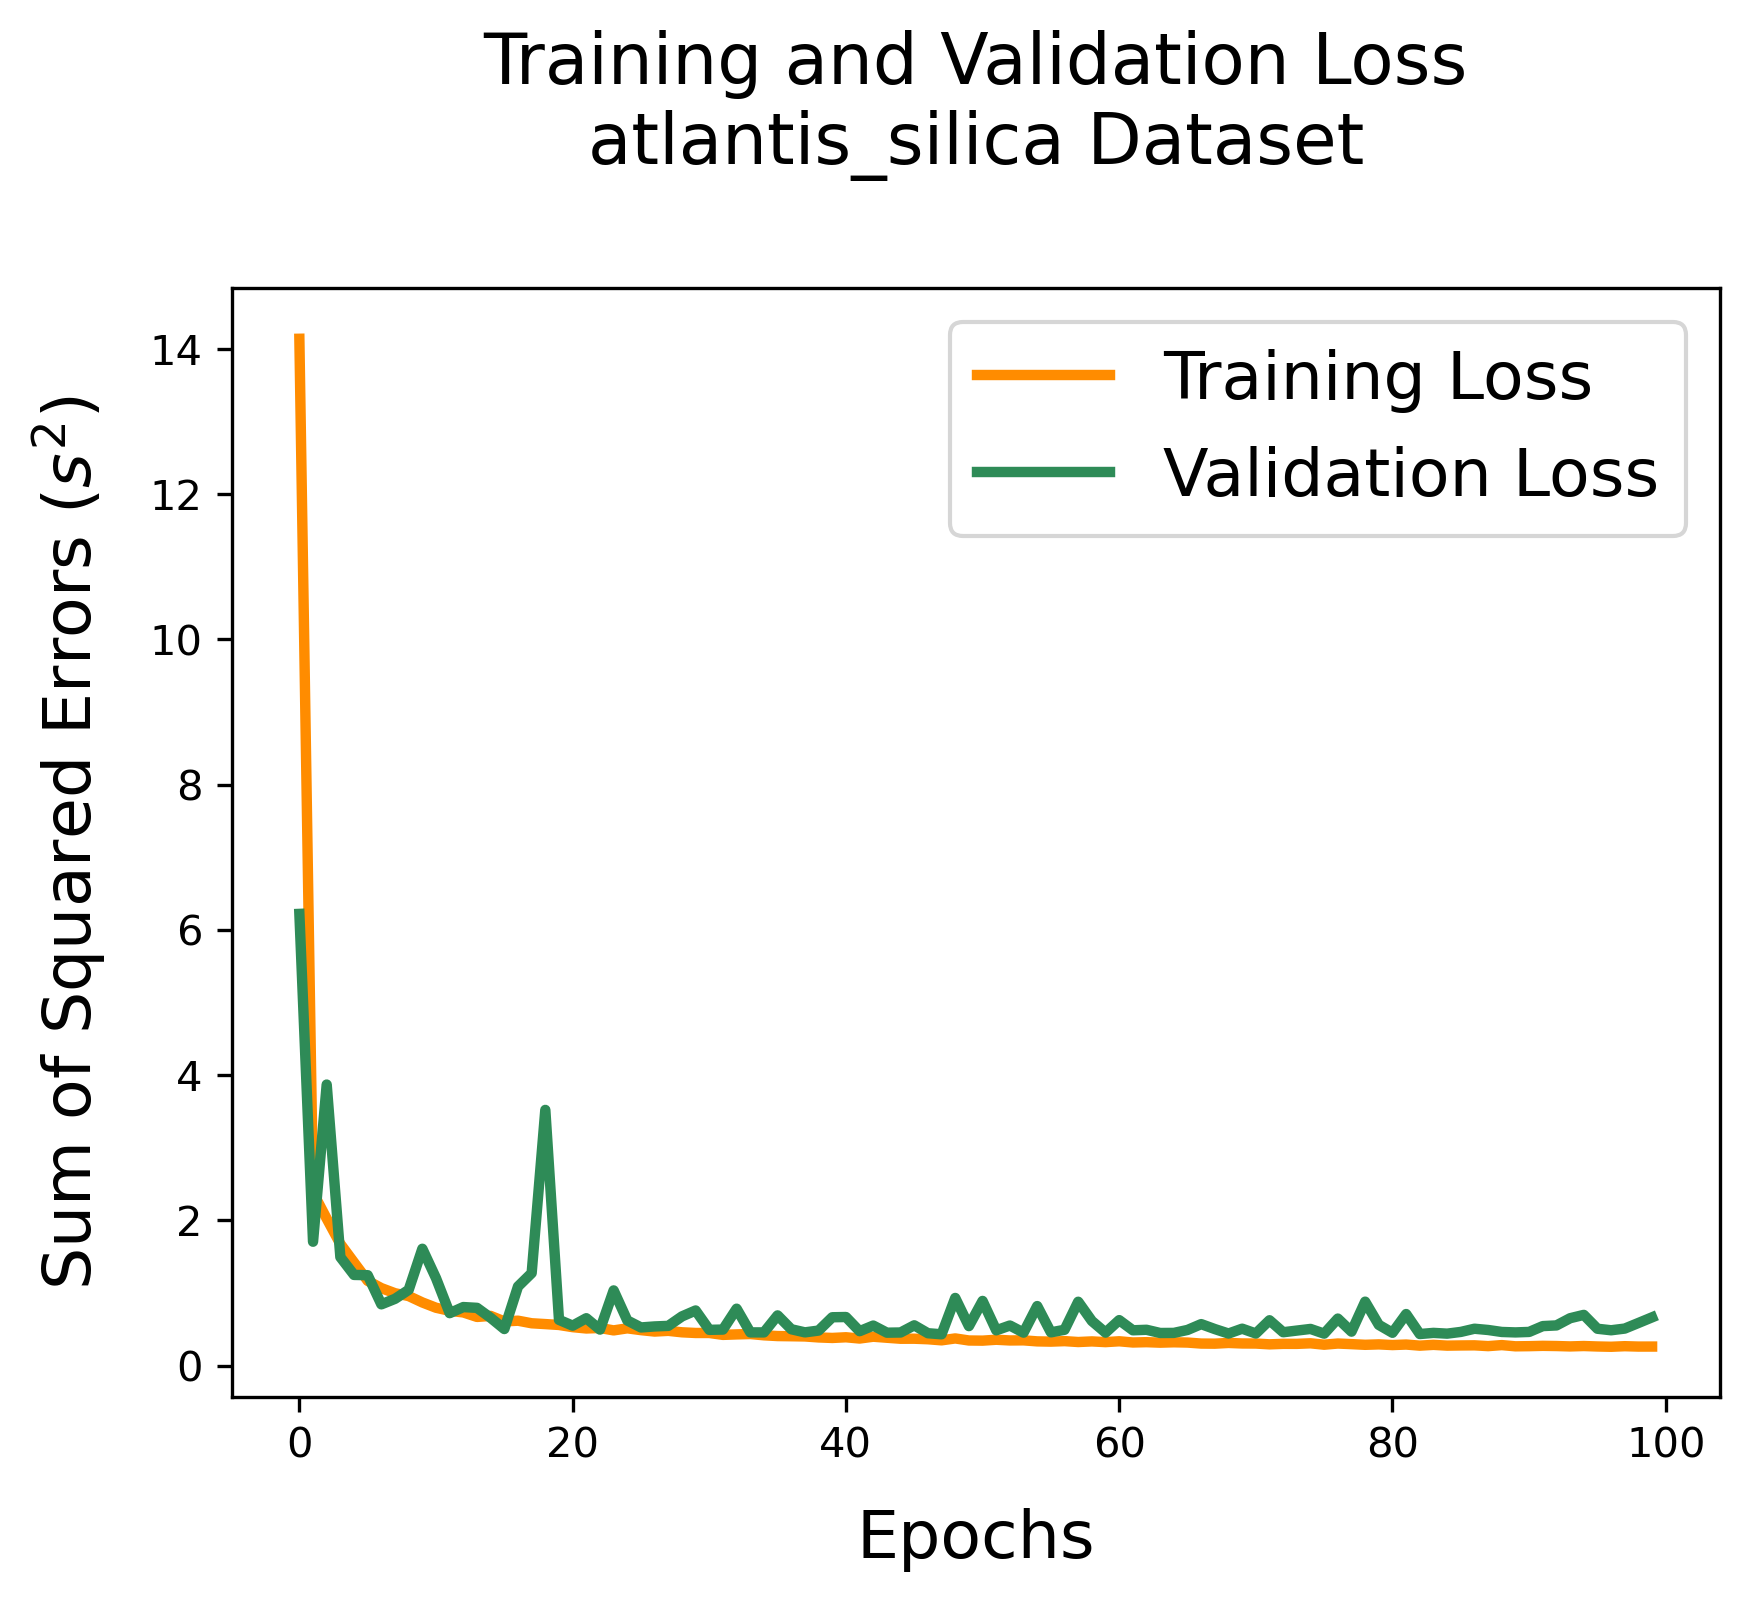 Training and Validation Loss
atlantis_silica Dataset
Sum of Squared Errors (s²)
14
12
10
8
6
4
2
0
Training Loss
Validation Loss
0 20 40 60 80 100
Epochs